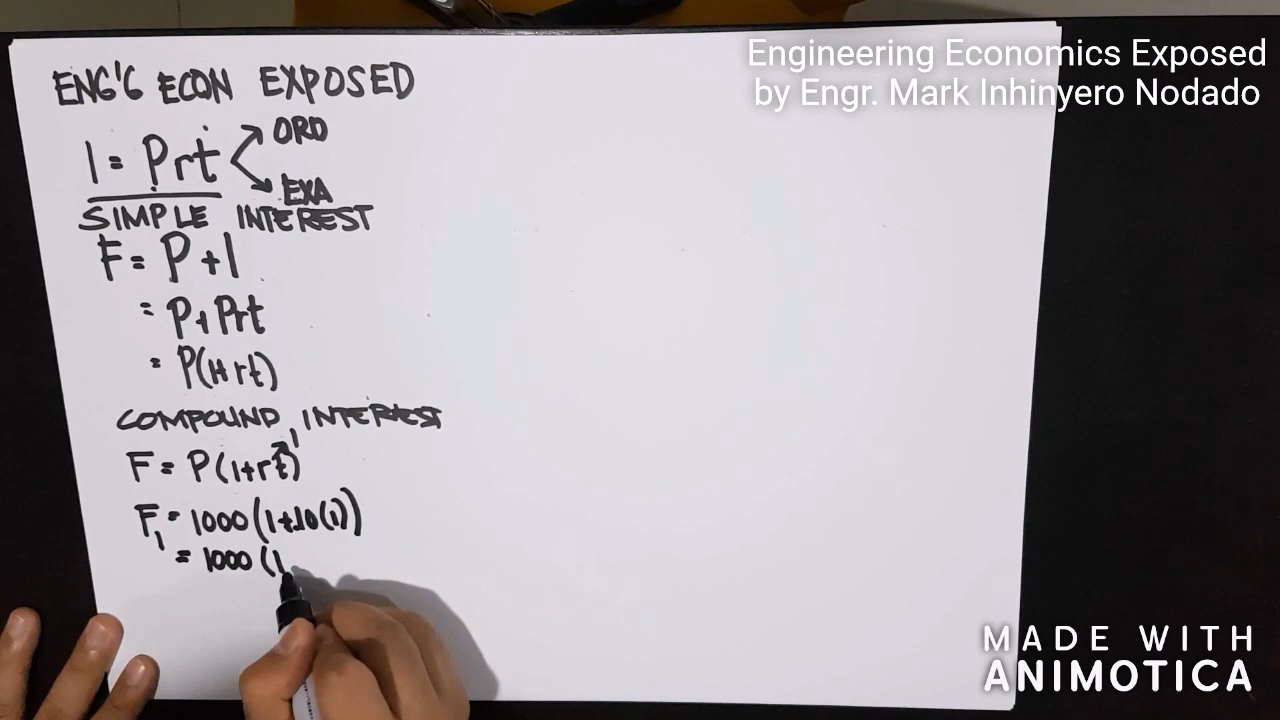 Engineering Economics Exposed
by Engr. Mark Inhinyero Nodado
ENG'G ECON EXPOSED
I = Prt
ORD
EXA
SIMPLE INTEREST
F = P + I
= P + Prt
= P(1+rt)
COMPOUND INTEREST
1
F = P(1+rt)
F1 = 1000(1+.10(1))
= 1000(1
MADE WITH
ANIMOTICA